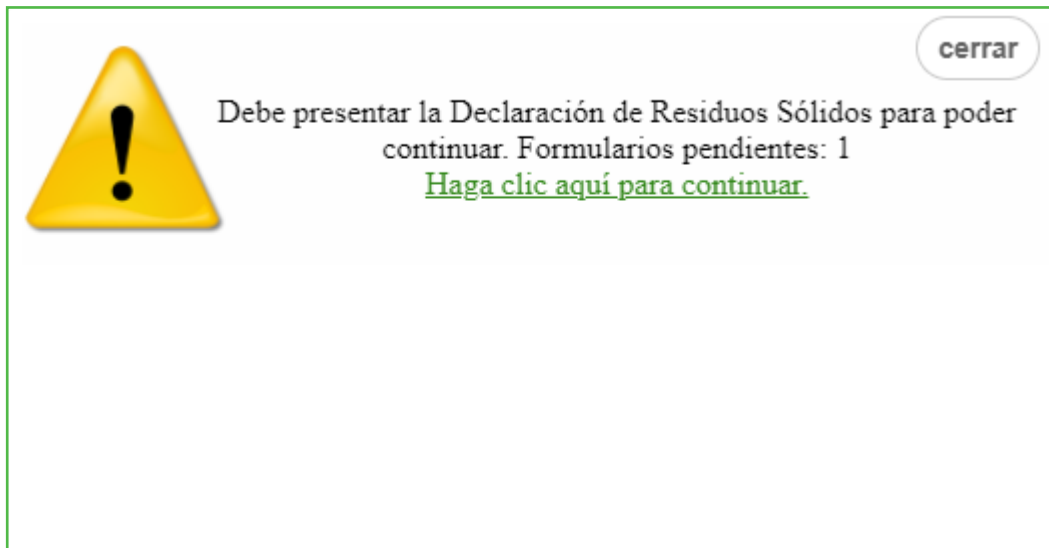 cerrar
Debe presentar la Declaración de Residuos Sólidos para poder
continuar. Formularios pendientes: 1
Haga clic aquí para continuar.